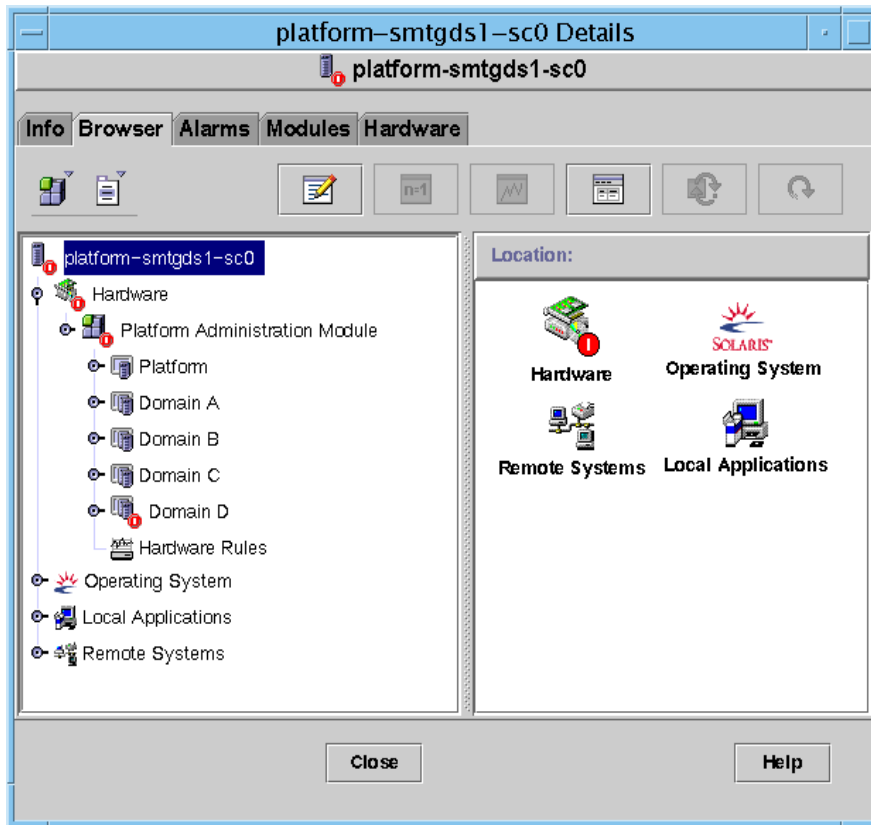 platform–smtgds1–sc0 Details
platform-smtgds1-sc0
Info Browser Alarms Modules Hardware
n=1
platform–smtgds1–sc0
Location:
Hardware
Platform Administration Module
Platform
Domain A
Domain B
Domain C
Domain D
Hardware Rules
Operating System
Local Applications
Remote Systems
Hardware
SOLARIS
Operating System
Remote Systems
Local Applications
Close
Help